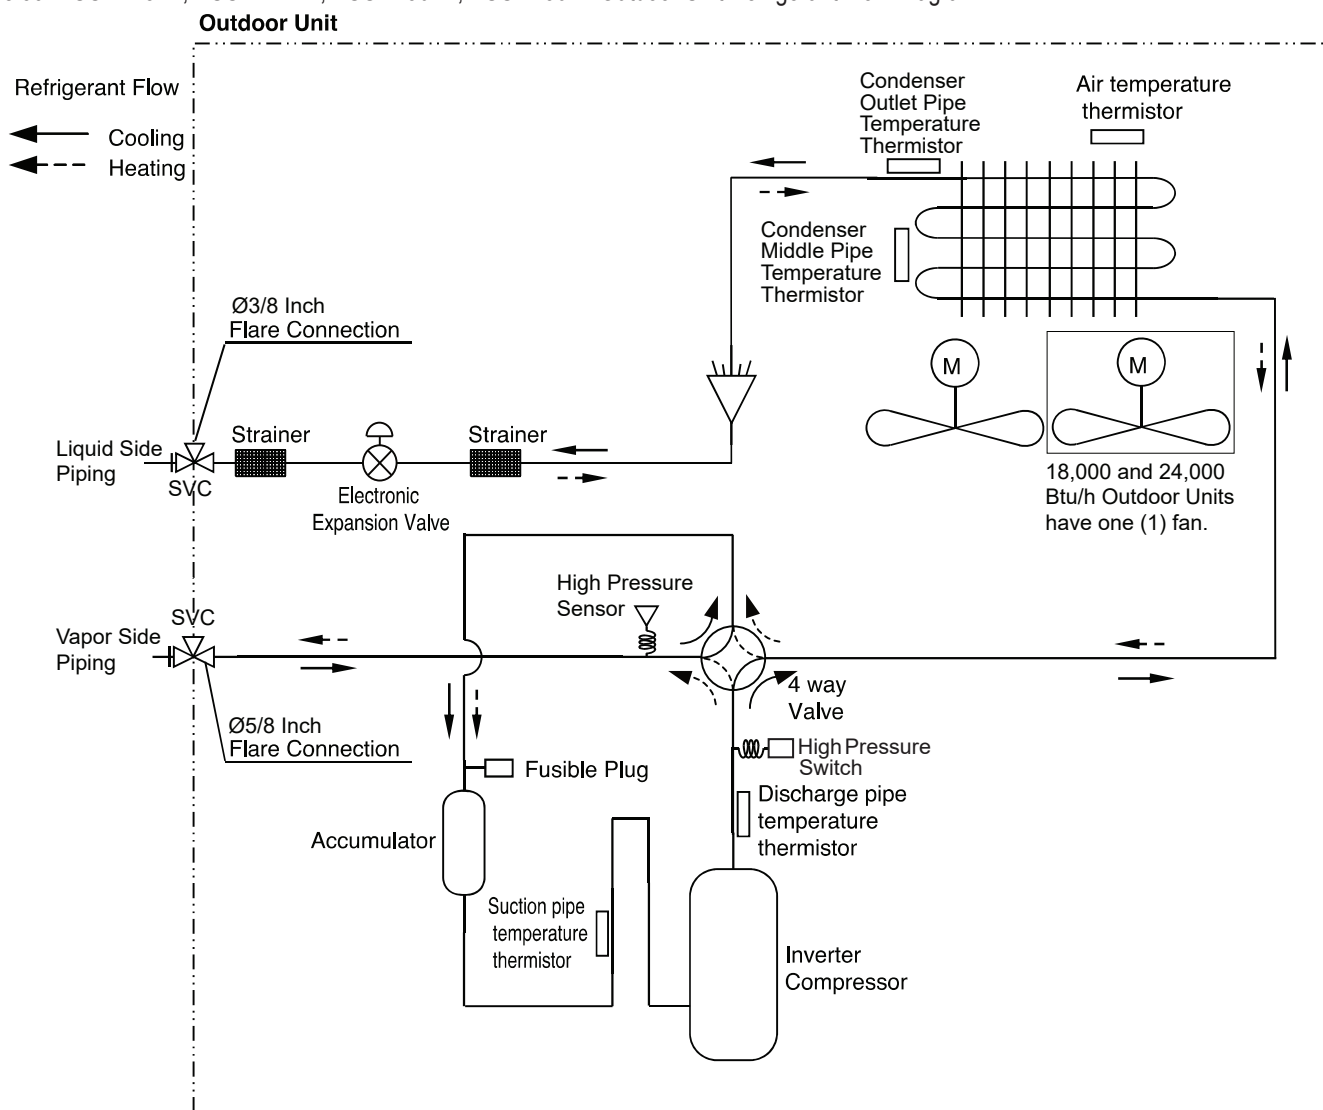 Outdoor Unit
Refrigerant Flow
Cooling
Heating
Condenser
Outlet Pipe
Temperature
Thermistor
Air temperature
thermistor
Condenser
Middle Pipe
Temperature
Thermistor
Ø3/8 Inch
Flare Connection
M
M
Liquid Side
Piping
SVC
Strainer
Strainer
Electronic
Expansion Valve
18,000 and 24,000
Btu/h Outdoor Units
have one (1) fan.
High Pressure
Sensor
SVC
Vapor Side
Piping
4 way
Valve
Ø5/8 Inch
Flare Connection
High Pressure
Switch
Fusible Plug
Discharge pipe
temperature
thermistor
Accumulator
Suction pipe
temperature
thermistor
Inverter
Compressor